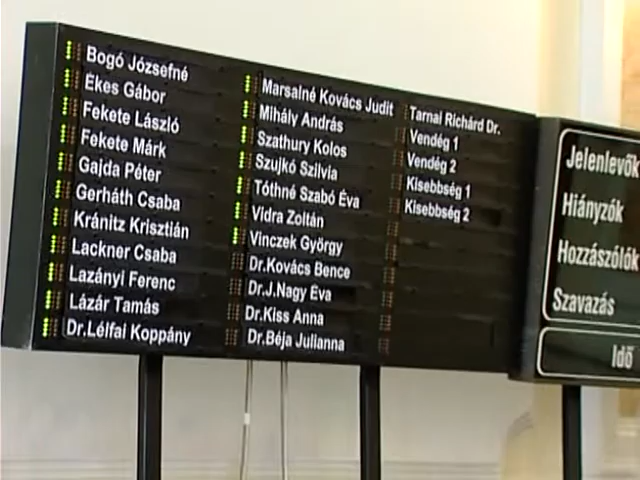 Bogó Józsefné
Ékes Gábor
Fekete László
Fekete Márk
Gajda Péter
Gerháth Csaba
Kránitz Krisztián
Lackner Csaba
Lazányi Ferenc
Lázár Tamás
Dr.Lélfai Koppány
Marsalné Kovács Judit
Mihály András
Szathury Kolos
Szujkó Szilvia
Tóthné Szabó Éva
Vidra Zoltán
Vinczek György
Dr.Kovács Bence
Dr.J.Nagy Éva
Dr.Kiss Anna
Dr.Béja Julianna
Tarnai Richárd Dr.
Vendég 1
Vendég 2
Kisebbség 1
Kisebbség 2
Jelenlevők
Hiányzók
Hozzászólók
Szavazás
Idő